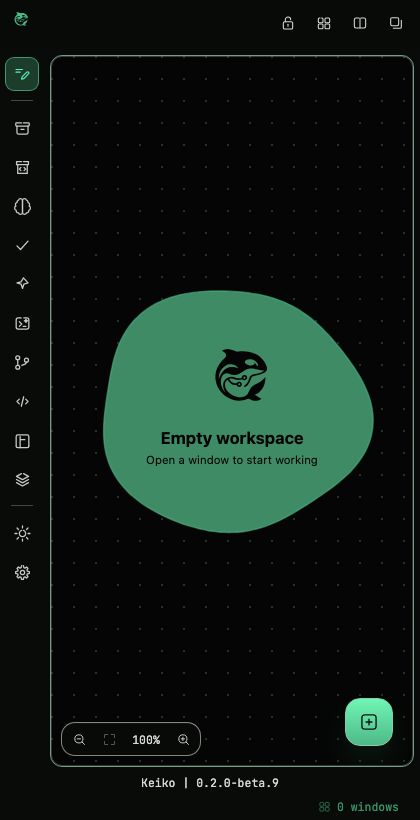 Empty workspace
Open a window to start working
100%
Keiko | 0.2.0-beta.9
0 windows